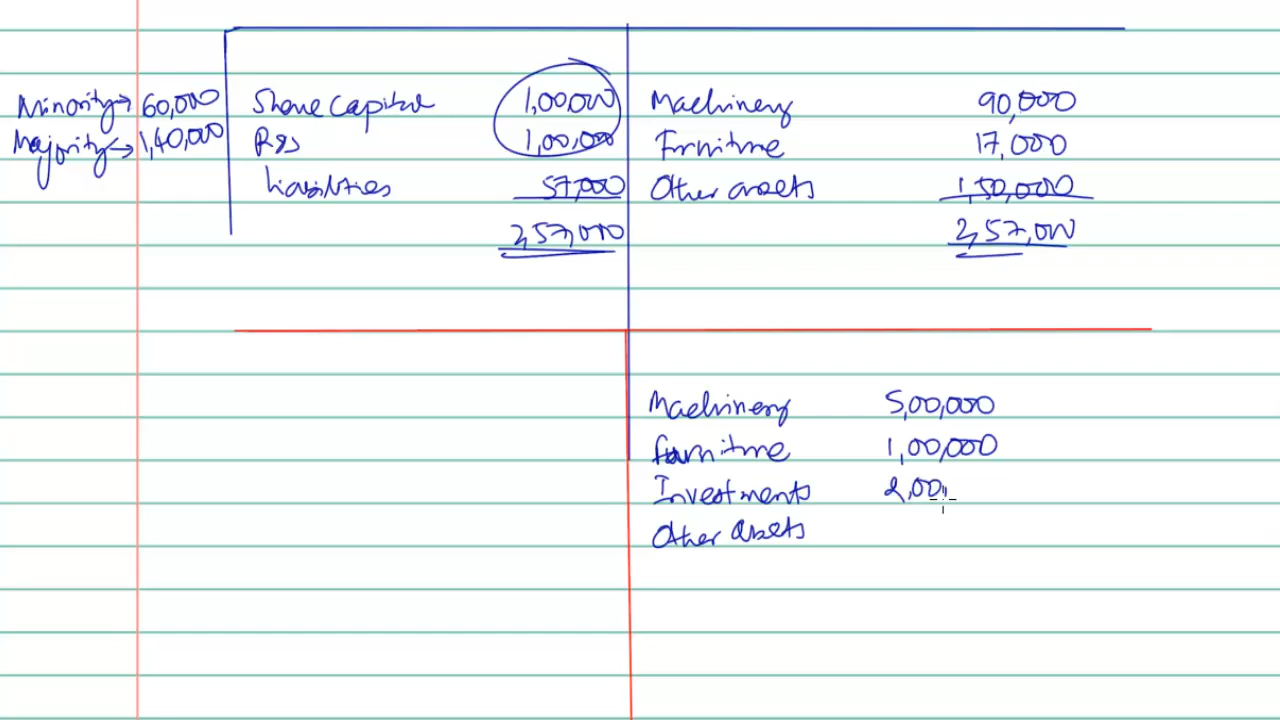 Minority → 60,000 Share Capital 1,00,000 Machinery 90,000
Majority → 1,40,000 R&S 1,00,000 Furniture 17,000
Liabilities 57,000 Other assets 1,50,000
2,57,000 2,57,000
Machinery 5,00,000
Furniture 1,00,000
Investments 2,00,
Other assets